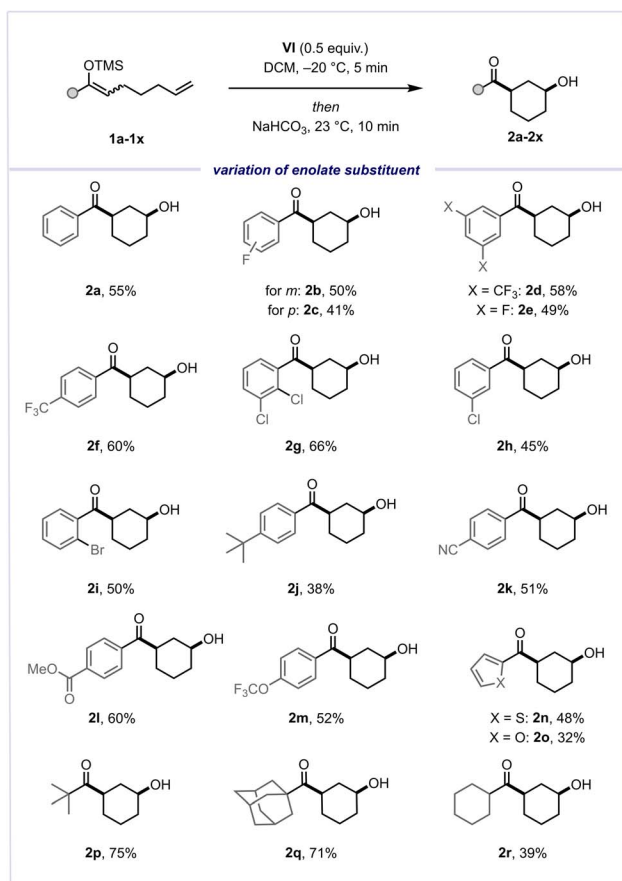 OTMS
1a-1x
VI (0.5 equiv.)
DCM, –20 °C, 5 min
then
NaHCO3, 23 °C, 10 min
O
OH
2a-2x
variation of enolate substituent
O
OH
2a, 55%
O
OH
F
for m: 2b, 50%
for p: 2c, 41%
O
OH
X
X
X = CF3: 2d, 58%
X = F: 2e, 49%
O
OH
F3C
2f, 60%
O
OH
Cl
Cl
2g, 66%
O
OH
Cl
2h, 45%
O
OH
Br
2i, 50%
O
OH
2j, 38%
O
OH
NC
2k, 51%
O
OH
MeO
O
2l, 60%
O
OH
F3CO
2m, 52%
O
OH
X
X = S: 2n, 48%
X = O: 2o, 32%
O
OH
2p, 75%
O
OH
2q, 71%
O
OH
2r, 39%